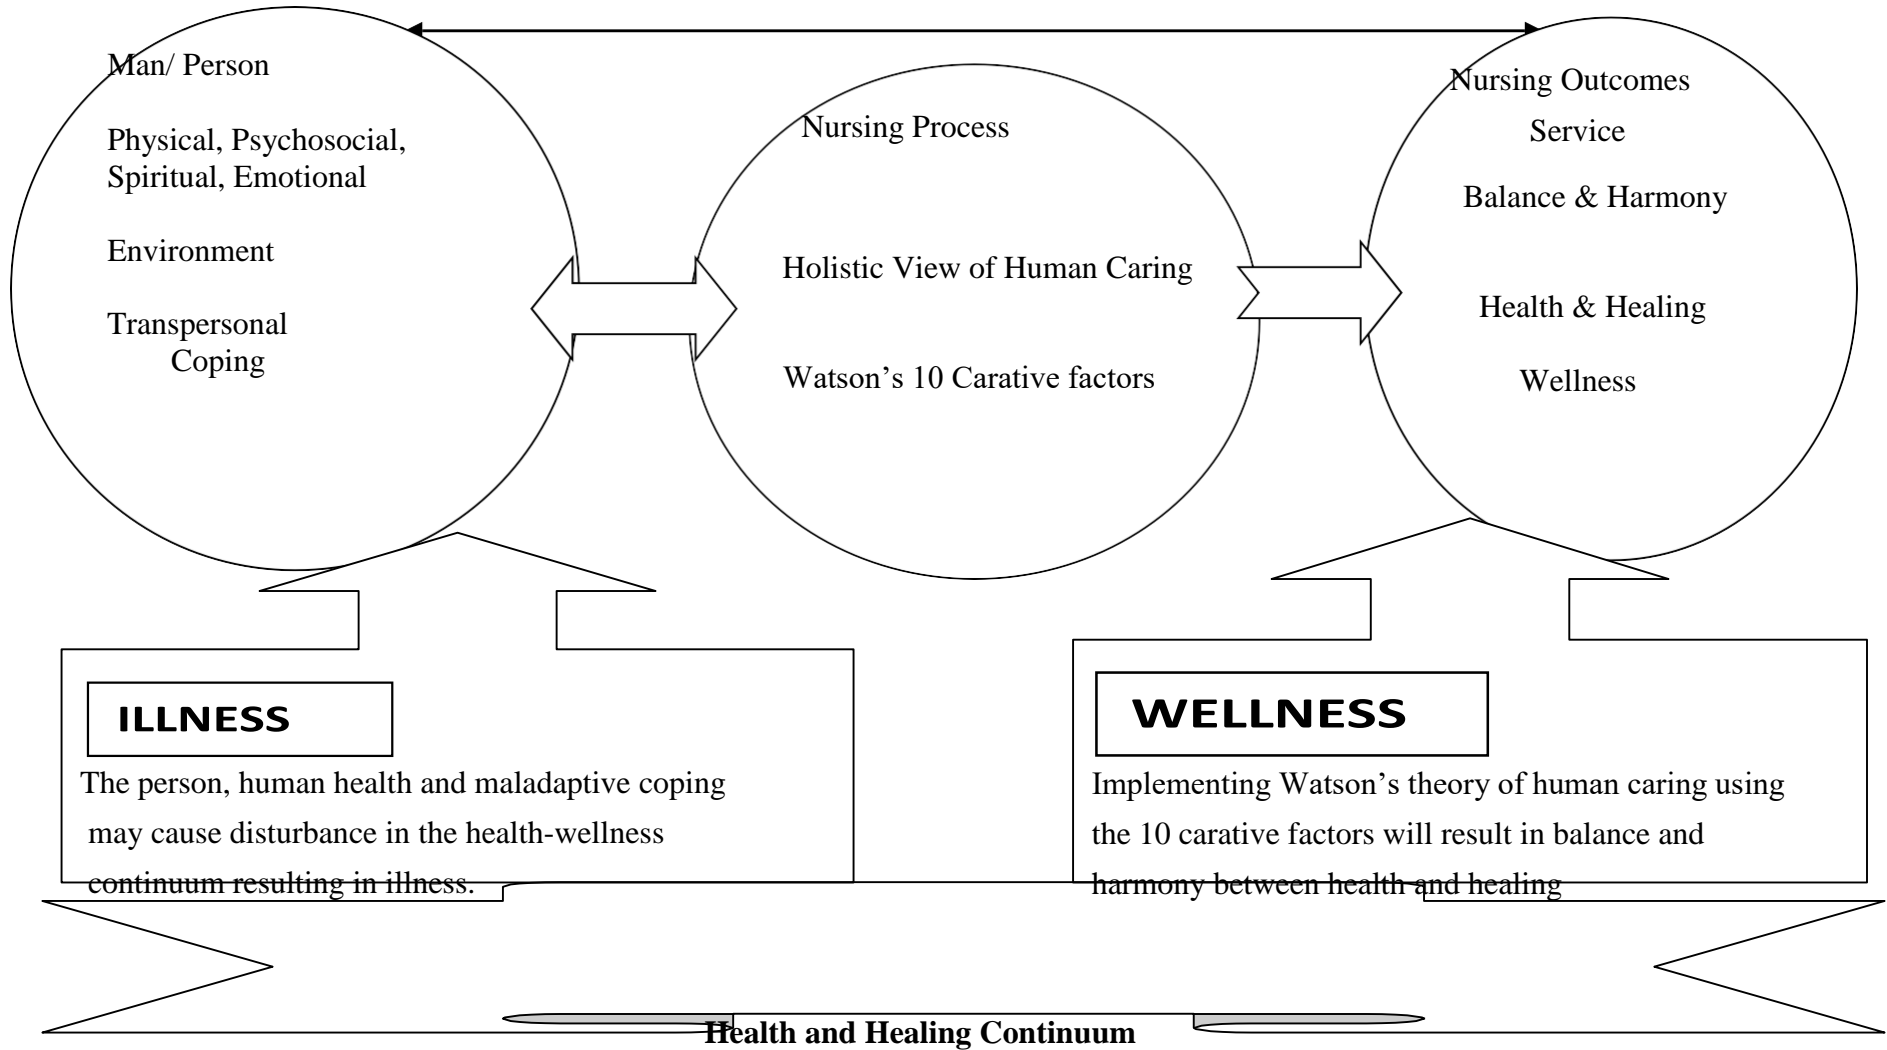 Man/ Person
Physical, Psychosocial,
Spiritual, Emotional
Environment
Transpersonal
Coping
Nursing Process
Holistic View of Human Caring
Watson’s 10 Carative factors
Nursing Outcomes
Service
Balance & Harmony
Health & Healing
Wellness
ILLNESS
The person, human health and maladaptive coping
may cause disturbance in the health-wellness
continuum resulting in illness.
WELLNESS
Implementing Watson’s theory of human caring using
the 10 carative factors will result in balance and
harmony between health and healing
Health and Healing Continuum